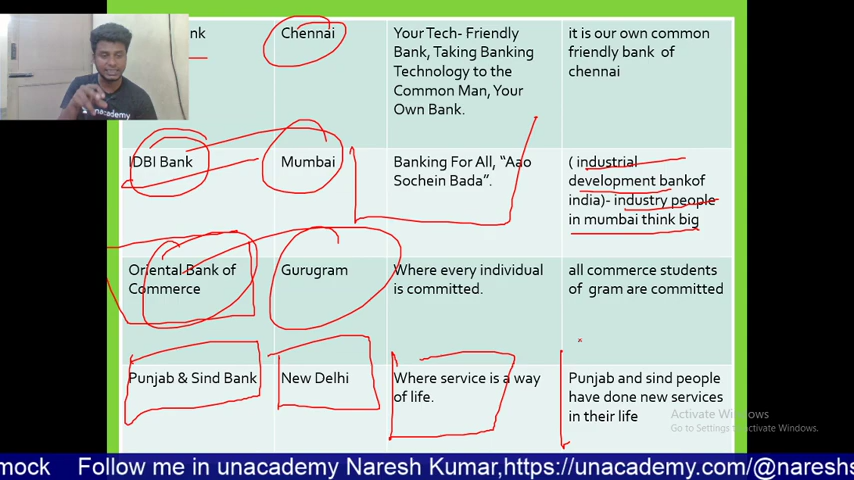 nk
Chennai
Your Tech- Friendly
Bank, Taking Banking
Technology to the
Common Man, Your
Own Bank.
it is our own common
friendly bank of
chennai
IDBI Bank
Mumbai
Banking For All, “Aao
Sochein Bada”.
( industrial
development bankof
india)- industry people
in mumbai think big
Oriental Bank of
Commerce
Gurugram
Where every individual
is committed.
all commerce students
of gram are committed
Punjab & Sind Bank
New Delhi
Where service is a way
of life.
Punjab and sind people
have done new services
in their life
unacademy
Activate Windows
Go to Settings to activate Windows.
mock Follow me in unacademy Naresh Kumar,https://unacademy.com/@nareshs